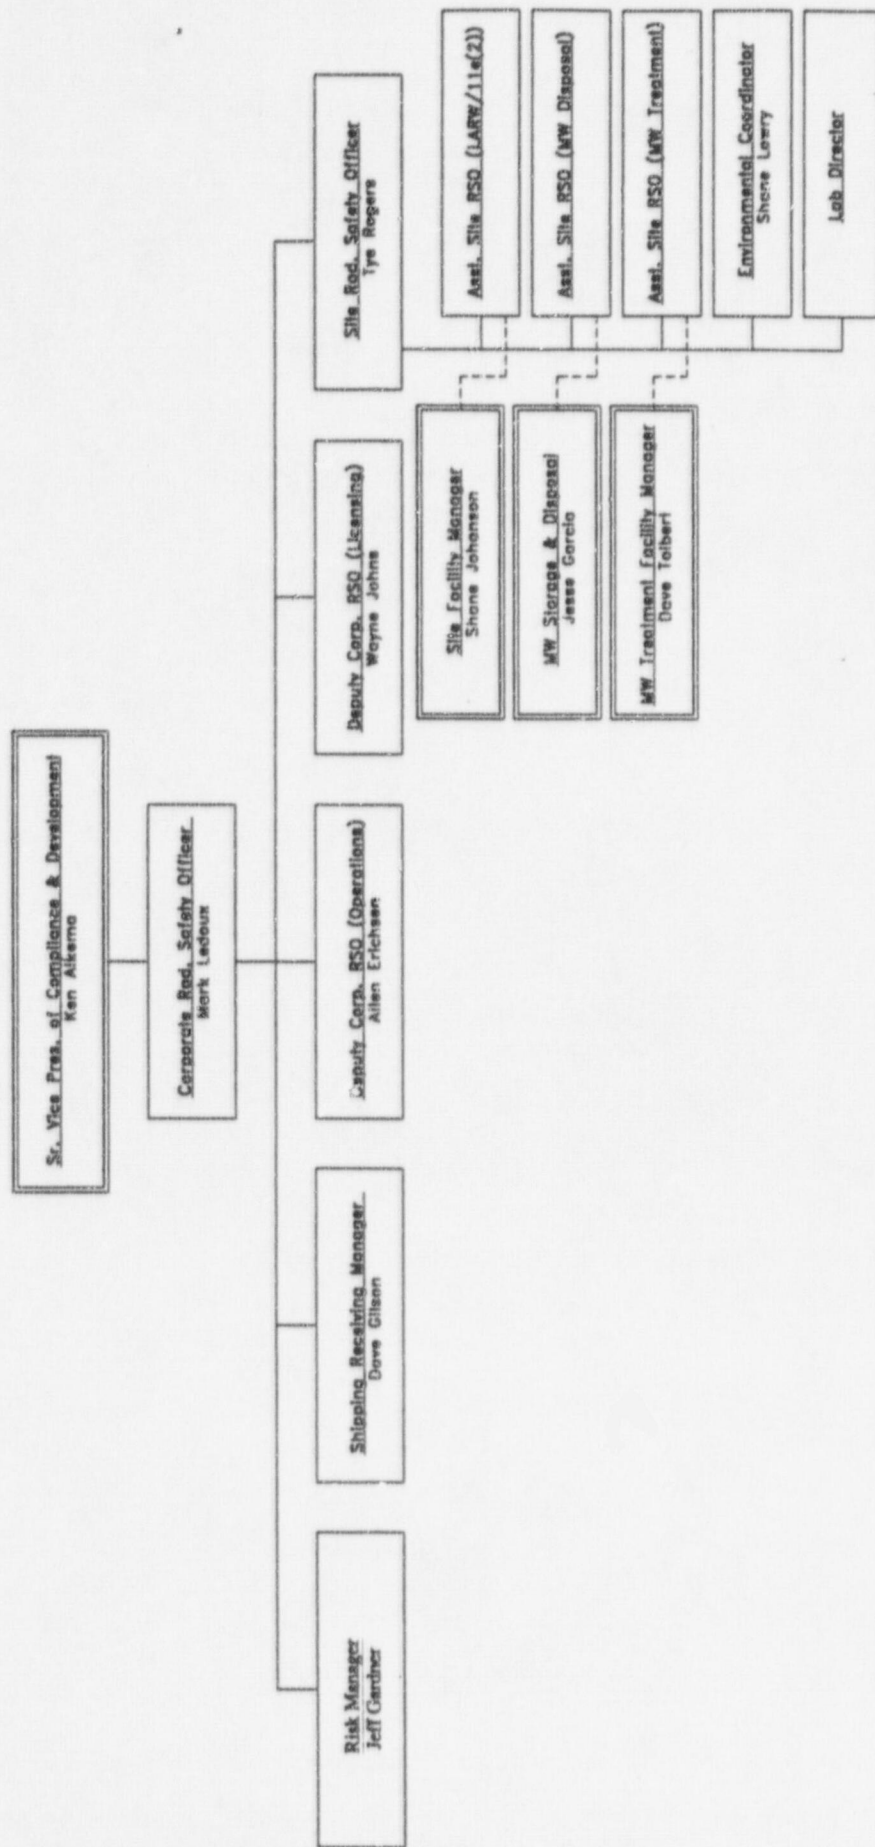 Sr. Vice Pres. of Compliance & Development
Ken Alkema
Corporate Rad. Safety Officer
Mark Ledoux
Risk Manager
Jeff Gardner
Shipping Receiving Manager
Dave Gilson
Deputy Corp. RSO (Operations)
Allen Erichsen
Deputy Corp. RSO (Licensing)
Wayne Johns
Site Rad. Safety Officer
Tye Rogers
Site Facility Manager
Shane Johanson
Asst. Site RSO (LARW/11e(2))
MW Storage & Disposal
Jesse Garcia
Asst. Site RSO (MW Disposal)
MW Treatment Facility Manager
Dave Tolbert
Asst. Site RSO (MW Treatment)
Environmental Coordinator
Shane Lowry
Lab Director